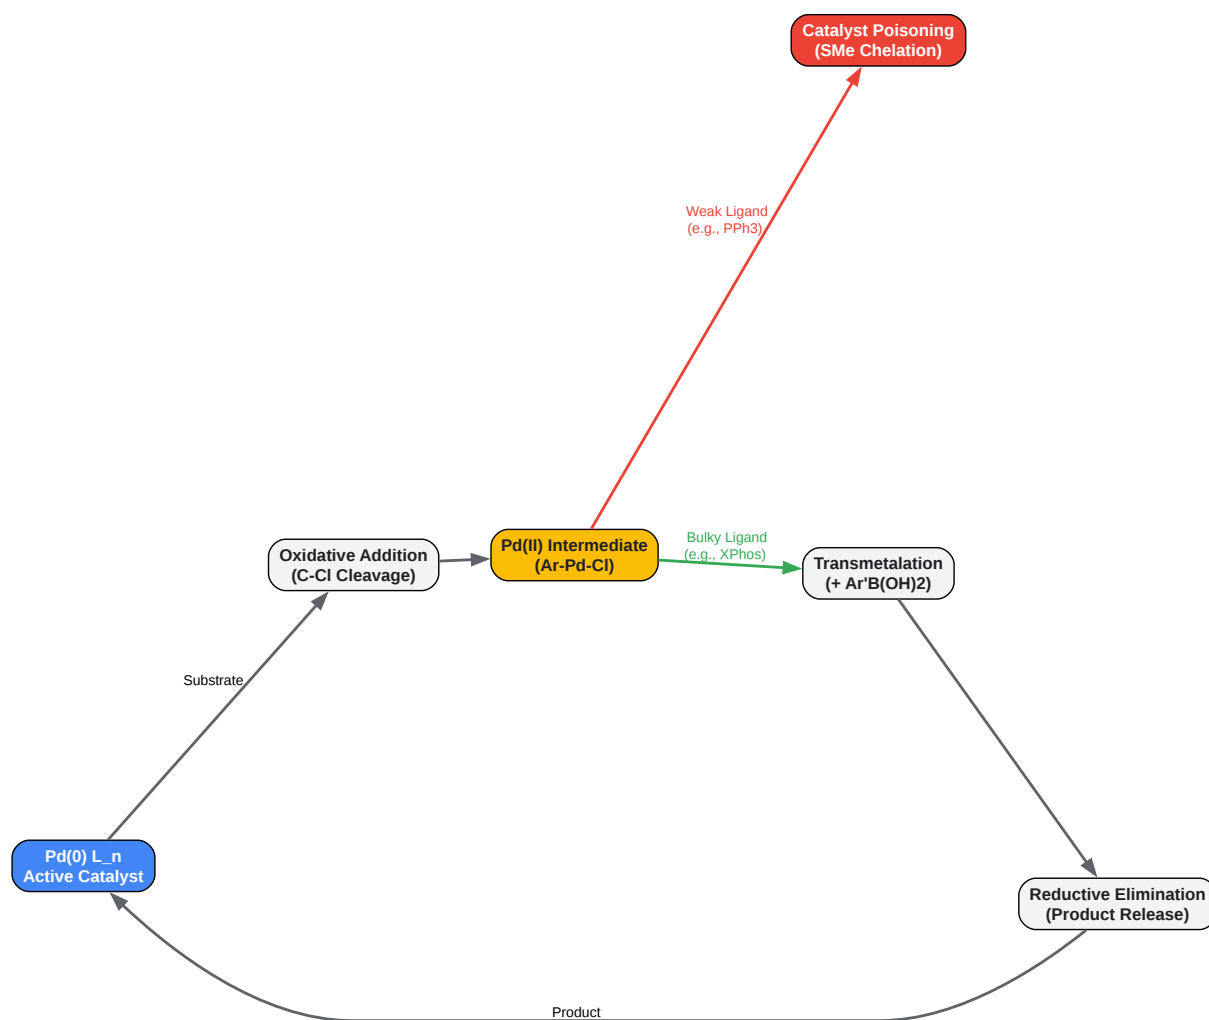 Catalyst Poisoning
(SMe Chelation)
Weak Ligand
(e.g., PPh3)
Bulky Ligand
(e.g., XPhos)
Oxidative Addition
(C-Cl Cleavage)
Pd(II) Intermediate
(Ar-Pd-Cl)
Transmetalation
(+ Ar'B(OH)2)
Substrate
Pd(0) L_n
Active Catalyst
Reductive Elimination
(Product Release)
Product